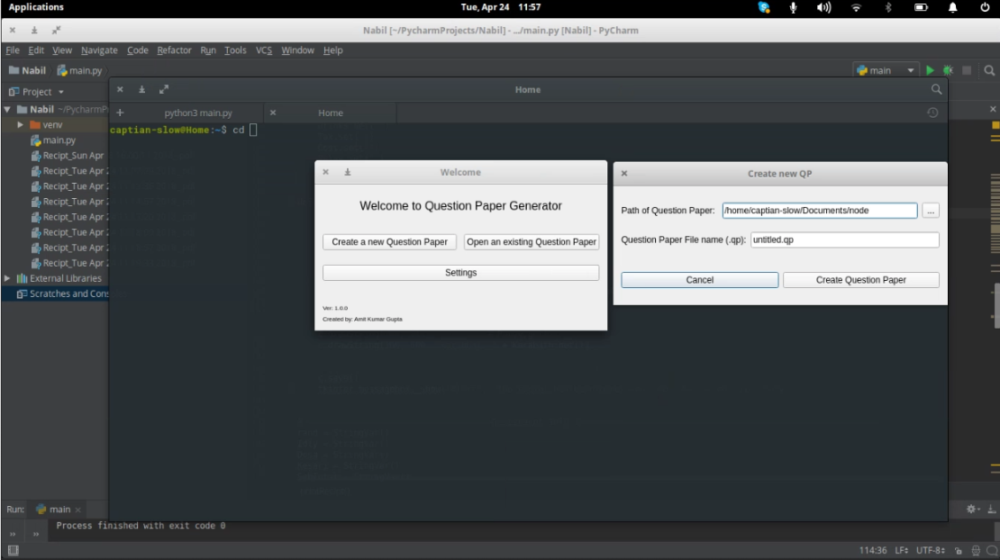 Applications
Tue, Apr 24 11:57
Nabil [~/PycharmProjects/Nabil] - .../main.py [Nabil] - PyCharm
File Edit View Navigate Code Refactor Run Tools VCS Window Help
Nabil main.py
main
Project
Home
Nabil ~/PycharmP
python3 main.py
Home
venv
captian-slow@Home:~$ cd
main.py
Recipt_Sun Apr
Recipt_Tue Apr 2
Recipt_Tue Apr 2
Recipt_Tue Apr 2
Recipt_Tue Apr 2
Recipt_Tue Apr 2
Recipt_Tue Apr 2
Recipt_Tue Apr 2
External Libraries
Scratches and Cons
Welcome
Welcome to Question Paper Generator
Create a new Question Paper
Open an existing Question Paper
Settings
Ver: 1.0.0
Created by: Amit Kumar Gupta
Create new QP
Path of Question Paper: /home/captian-slow/Documents/node ...
Question Paper File name (.qp): untitled.qp
Cancel
Create Question Paper
Run: main
Process finished with exit code 0
114:36 LF: UTF-8: